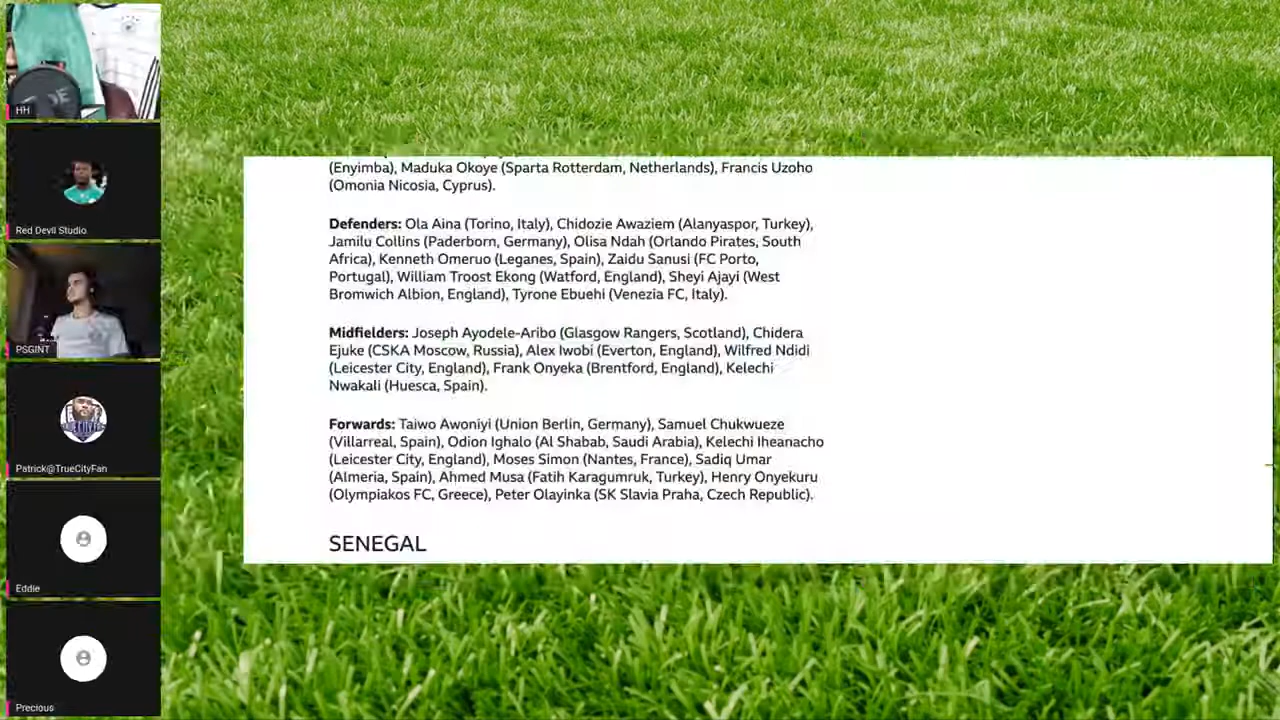 HH
Red Devil Studio
PSGINT
Patrick@TrueCityFan
Eddie
Precious
(Enyimba), Maduka Okoye (Sparta Rotterdam, Netherlands), Francis Uzoho
(Omonia Nicosia, Cyprus).
Defenders: Ola Aina (Torino, Italy), Chidozie Awaziem (Alanyaspor, Turkey),
Jamilu Collins (Paderborn, Germany), Olisa Ndah (Orlando Pirates, South
Africa), Kenneth Omeruo (Leganes, Spain), Zaidu Sanusi (FC Porto,
Portugal), William Troost Ekong (Watford, England), Sheyi Ajayi (West
Bromwich Albion, England), Tyrone Ebuehi (Venezia FC, Italy).
Midfielders: Joseph Ayodele-Aribo (Glasgow Rangers, Scotland), Chidera
Ejuke (CSKA Moscow, Russia), Alex Iwobi (Everton, England), Wilfred Ndidi
(Leicester City, England), Frank Onyeka (Brentford, England), Kelechi
Nwakali (Huesca, Spain).
Forwards: Taiwo Awoniyi (Union Berlin, Germany), Samuel Chukwueze
(Villarreal, Spain), Odion Ighalo (Al Shabab, Saudi Arabia), Kelechi Iheanacho
(Leicester City, England), Moses Simon (Nantes, France), Sadiq Umar
(Almeria, Spain), Ahmed Musa (Fatih Karagumruk, Turkey), Henry Onyekuru
(Olympiakos FC, Greece), Peter Olayinka (SK Slavia Praha, Czech Republic).
SENEGAL